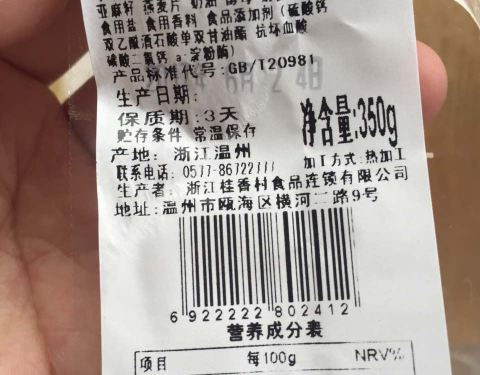 亚麻籽 燕麦片 奶油
食用盐 食用香料 食品添加剂(硫酸钙
双乙酰酒石酸单双甘油酯 抗坏血酸
磷酸二氢钙 a-淀粉酶)
产品标准代号:GB/T20981
生产日期:
保质期:3天
贮存条件 常温保存
净含量:350g
产地: 浙江温州
联系电话: 0577-86722777
加工方式:热加工
生产者: 浙江桂香村食品连锁有限公司
地址:温州市瓯海区横河二路9号
6 922222 802412
营养成分表
项目 每100g NRV%